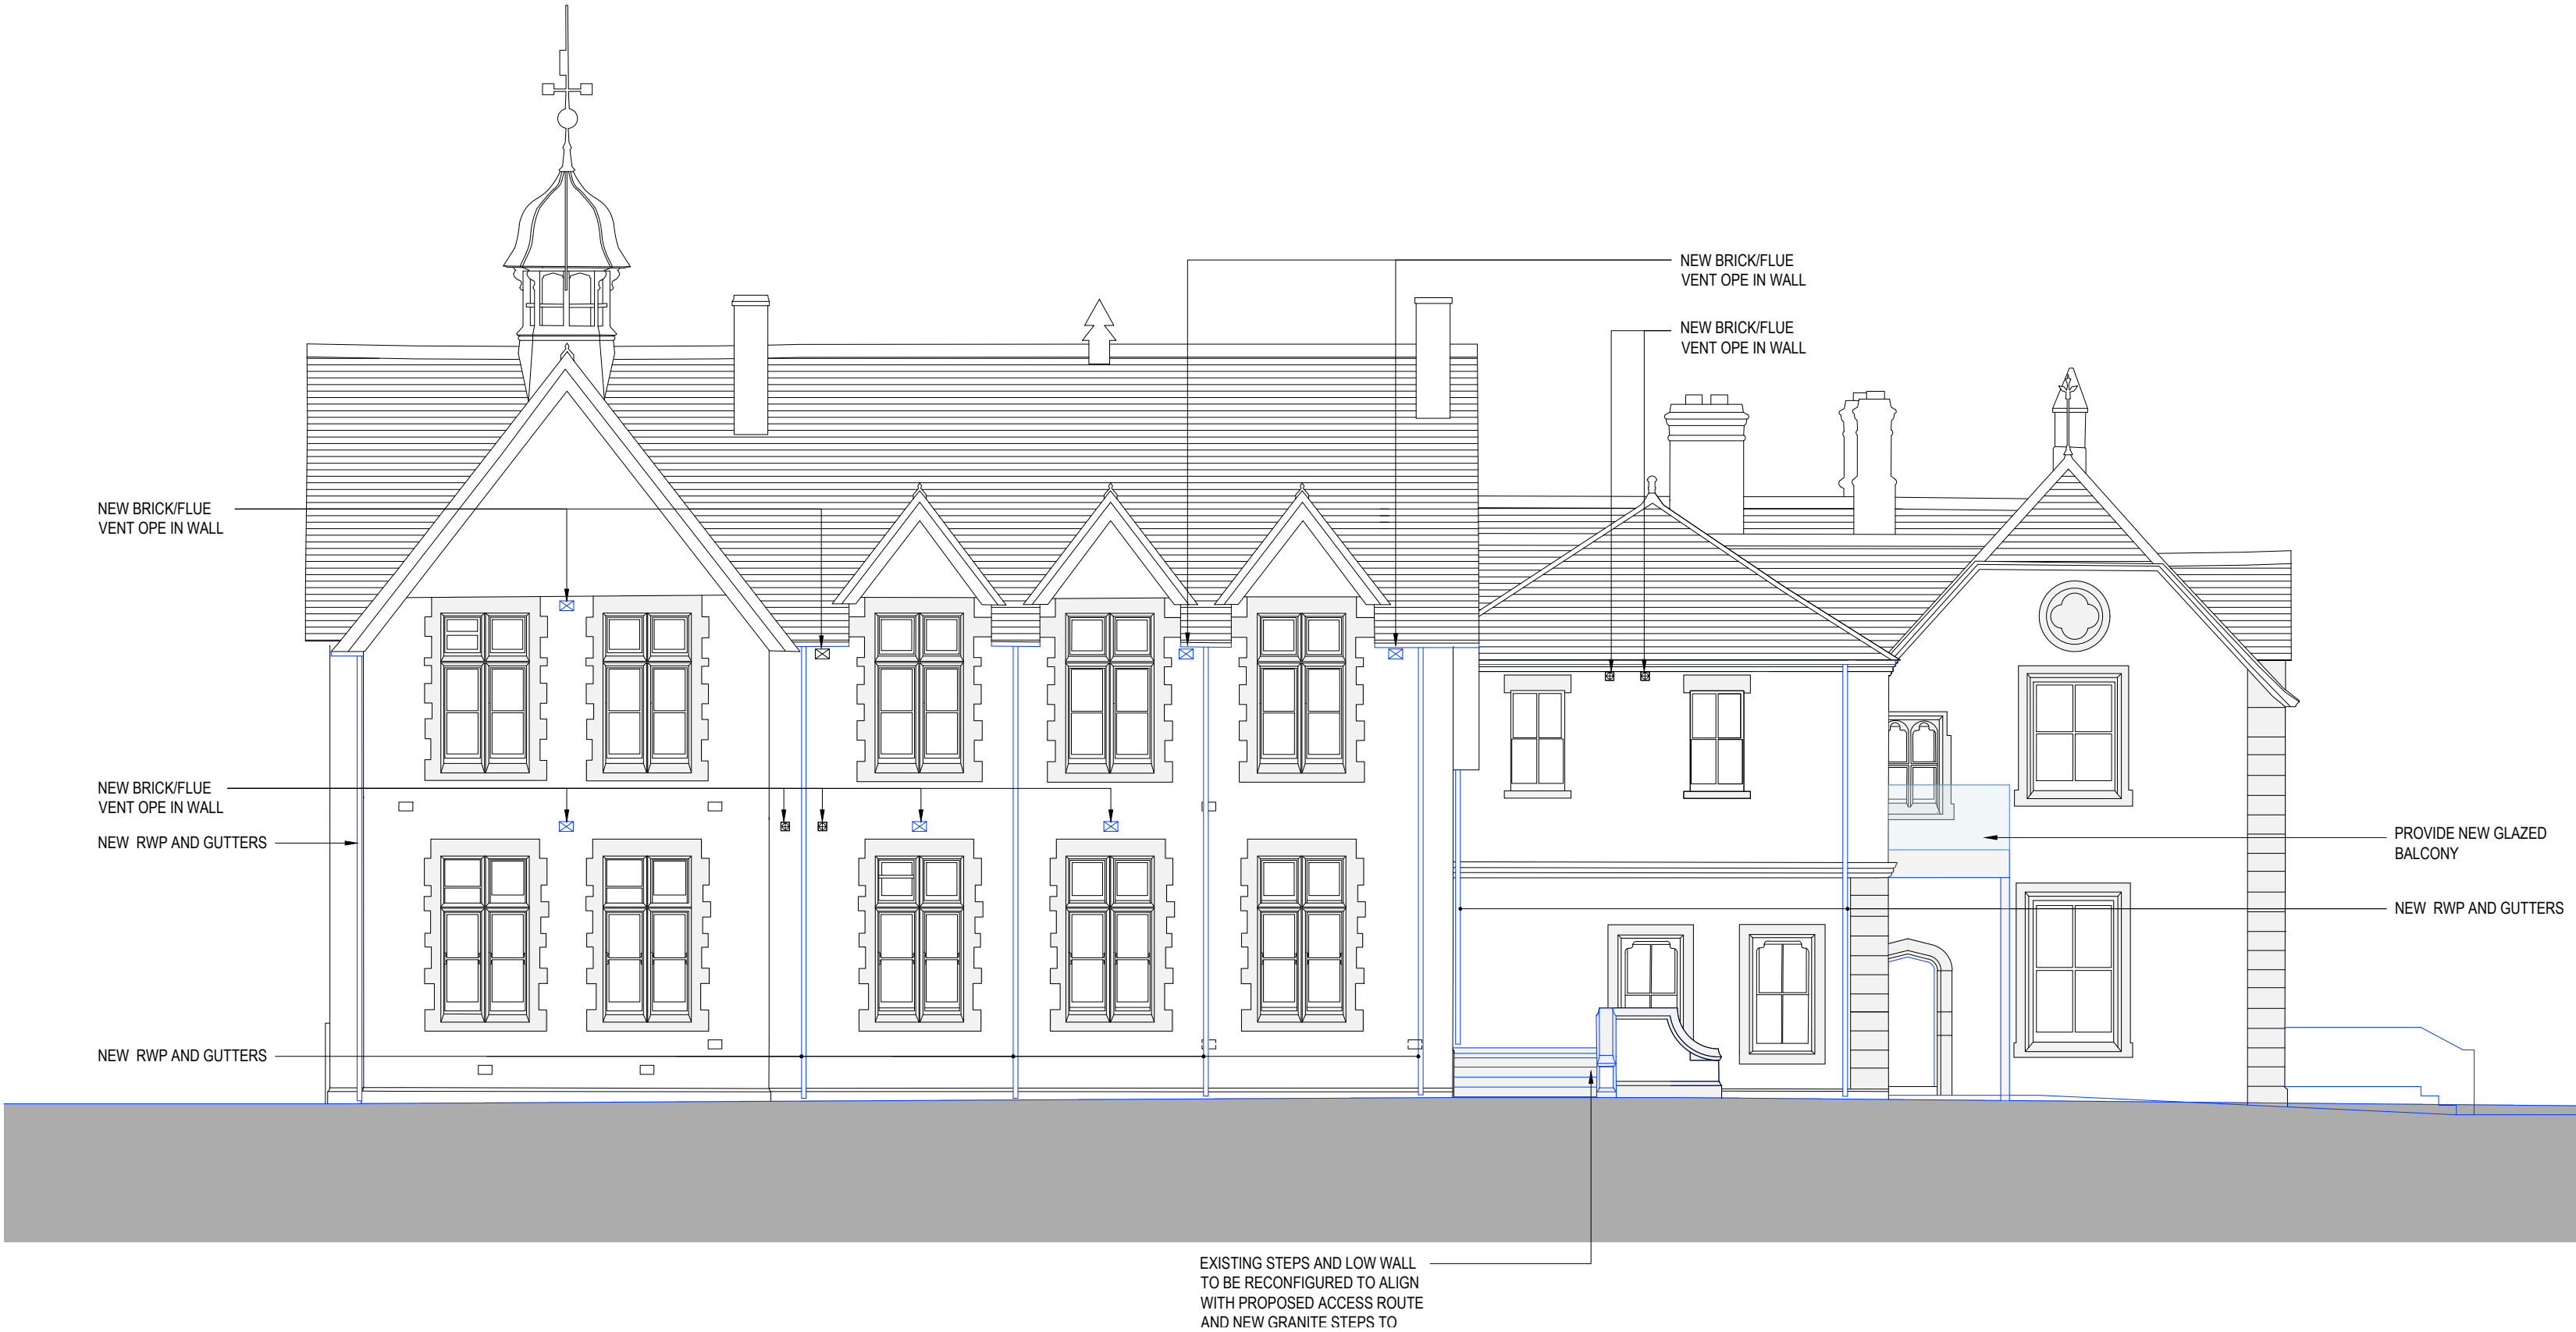 NEW BRICK/FLUE
VENT OPE IN WALL
NEW BRICK/FLUE
VENT OPE IN WALL
NEW BRICK/FLUE
VENT OPE IN WALL
NEW BRICK/FLUE
VENT OPE IN WALL
NEW RWP AND GUTTERS
PROVIDE NEW GLAZED
BALCONY
NEW RWP AND GUTTERS
NEW RWP AND GUTTERS
EXISTING STEPS AND LOW WALL
TO BE RECONFIGURED TO ALIGN
WITH PROPOSED ACCESS ROUTE
AND NEW GRANITE STEPS TO